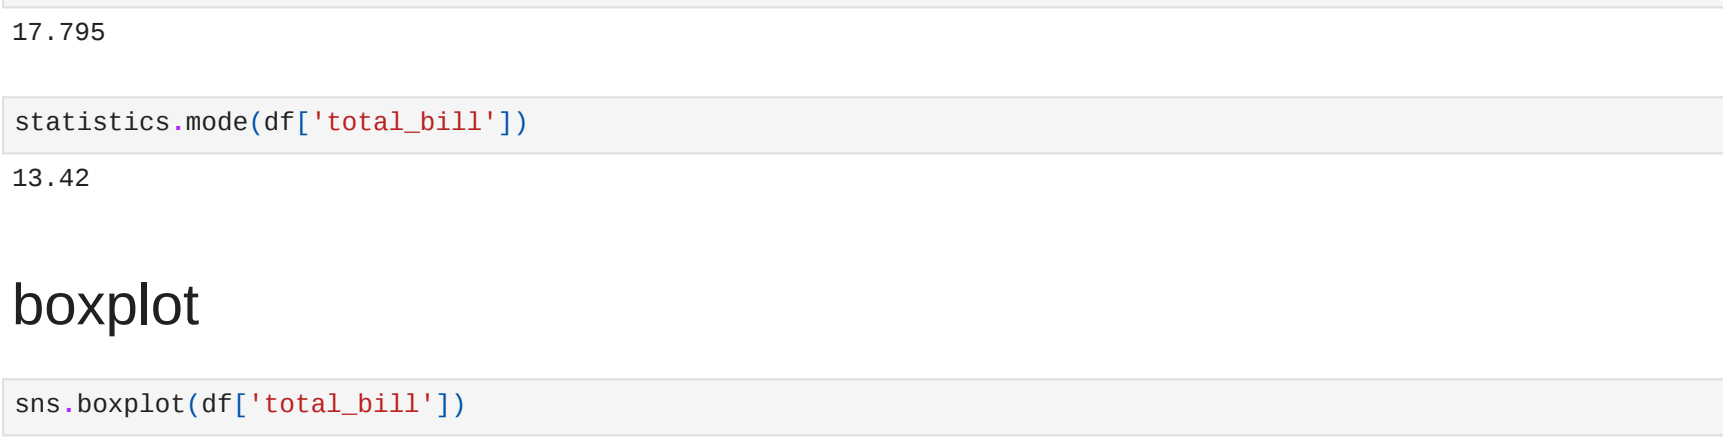 17.795
statistics.mode(df['total_bill'])
13.42
boxplot
sns.boxplot(df['total_bill'])